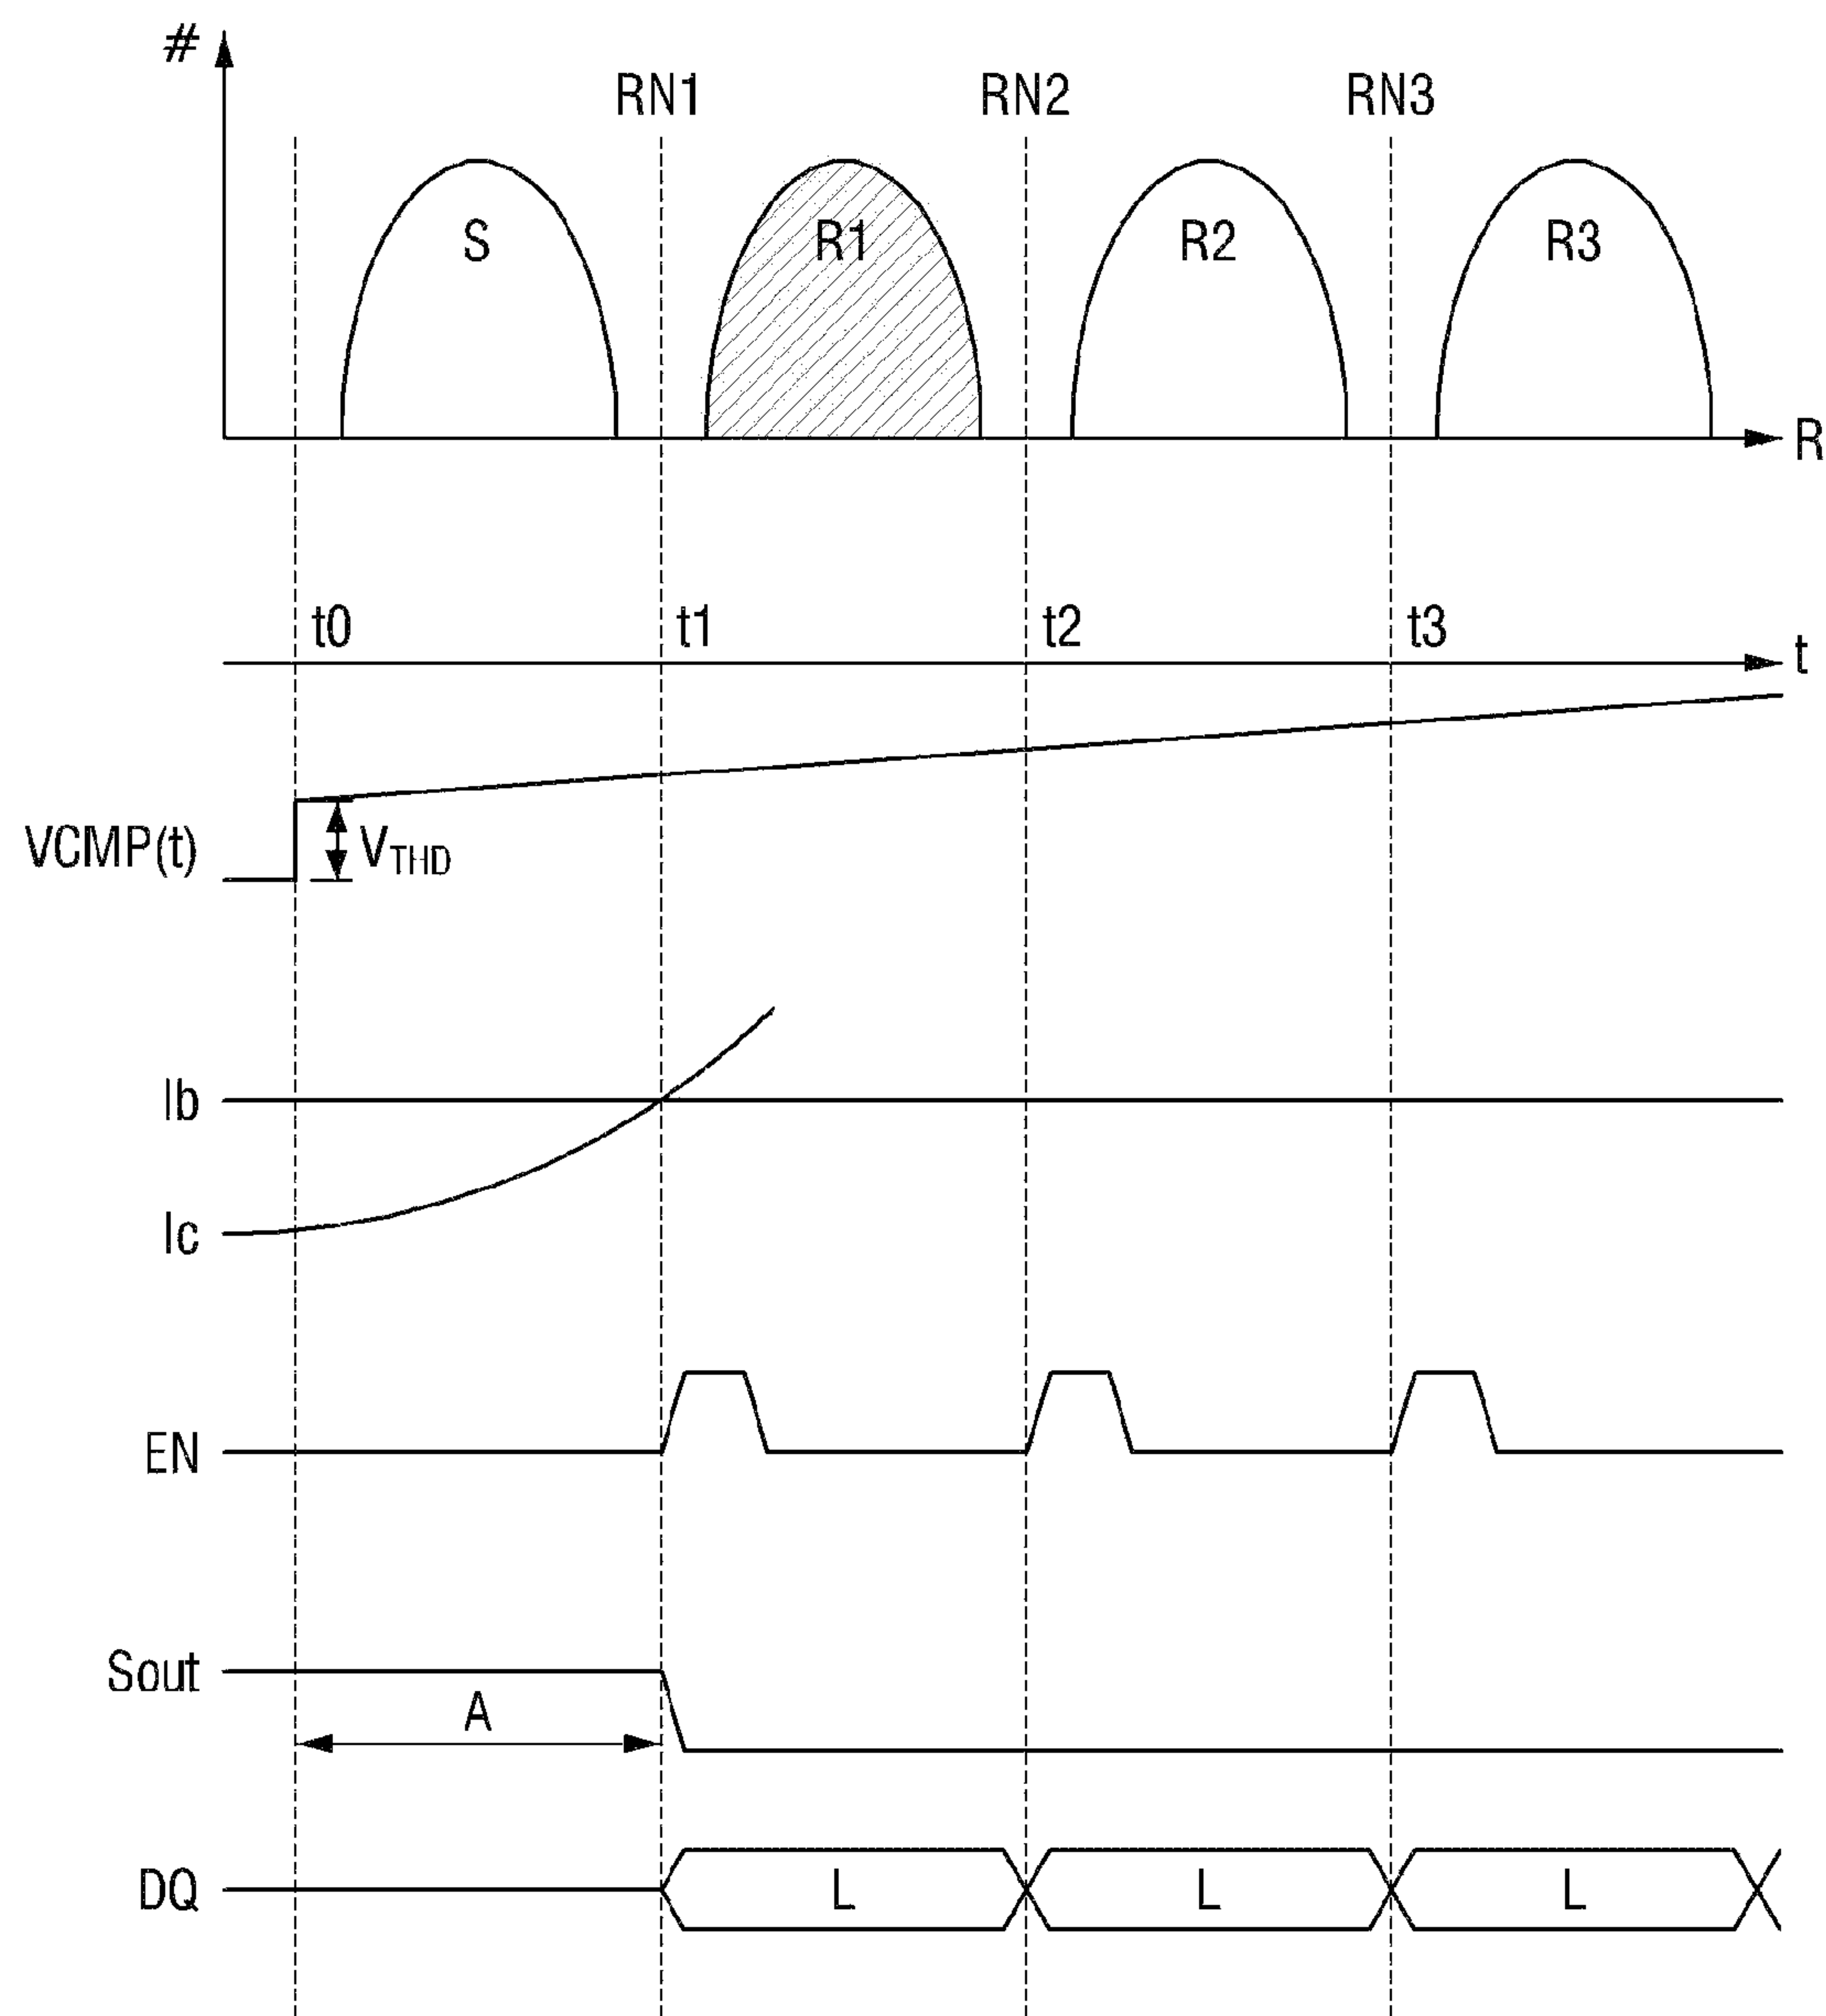 #
RN1 RN2 RN3
S R1 R2 R3
R
t0 t1 t2 t3
t
VCMP(t) VTHD
Ib
Ic
EN
Sout
A
DQ L L L